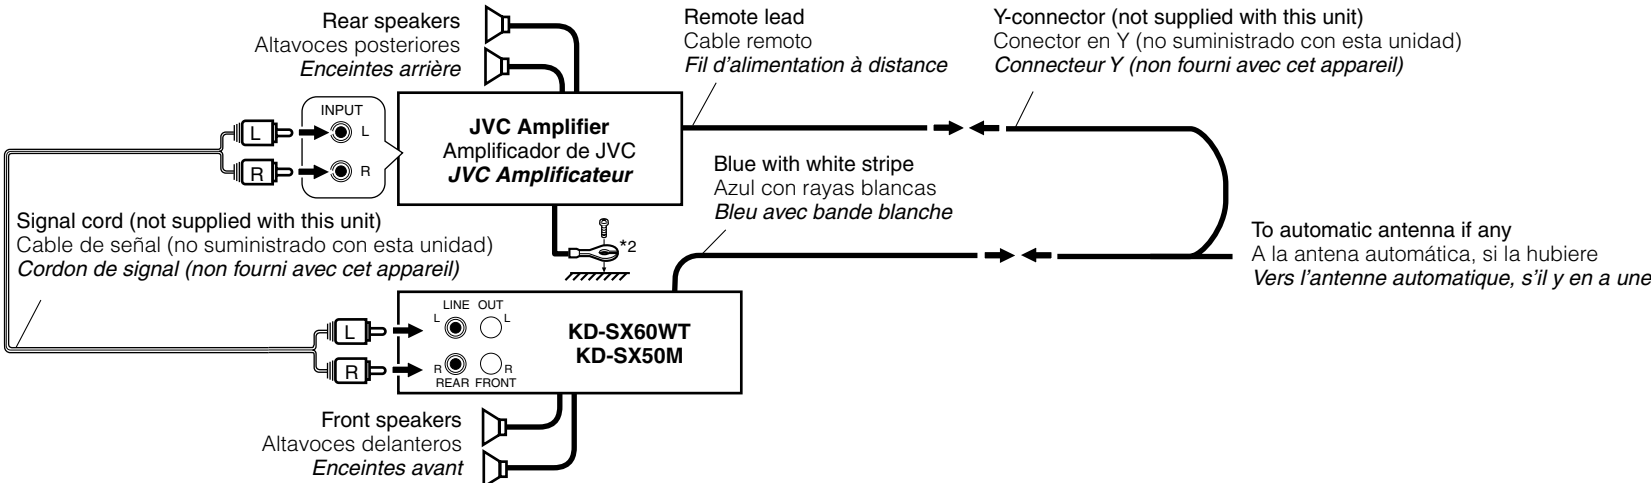 Rear speakers
Altavoces posteriores
Enceintes arrière
Remote lead
Cable remoto
Fil d'alimentation à distance
Y-connector (not supplied with this unit)
Conector en Y (no suministrado con esta unidad)
Connecteur Y (non fourni avec cet appareil)
INPUT
L
L
R
R
JVC Amplifier
Amplificador de JVC
JVC Amplificateur
Blue with white stripe
Azul con rayas blancas
Bleu avec bande blanche
Signal cord (not supplied with this unit)
Cable de señal (no suministrado con esta unidad)
Cordon de signal (non fourni avec cet appareil)
*2
To automatic antenna if any
A la antena automática, si la hubiere
Vers l'antenne automatique, s'il y en a une
LINE OUT
L
L
L
R
R
R
REAR FRONT
KD-SX60WT
KD-SX50M
Front speakers
Altavoces delanteros
Enceintes avant